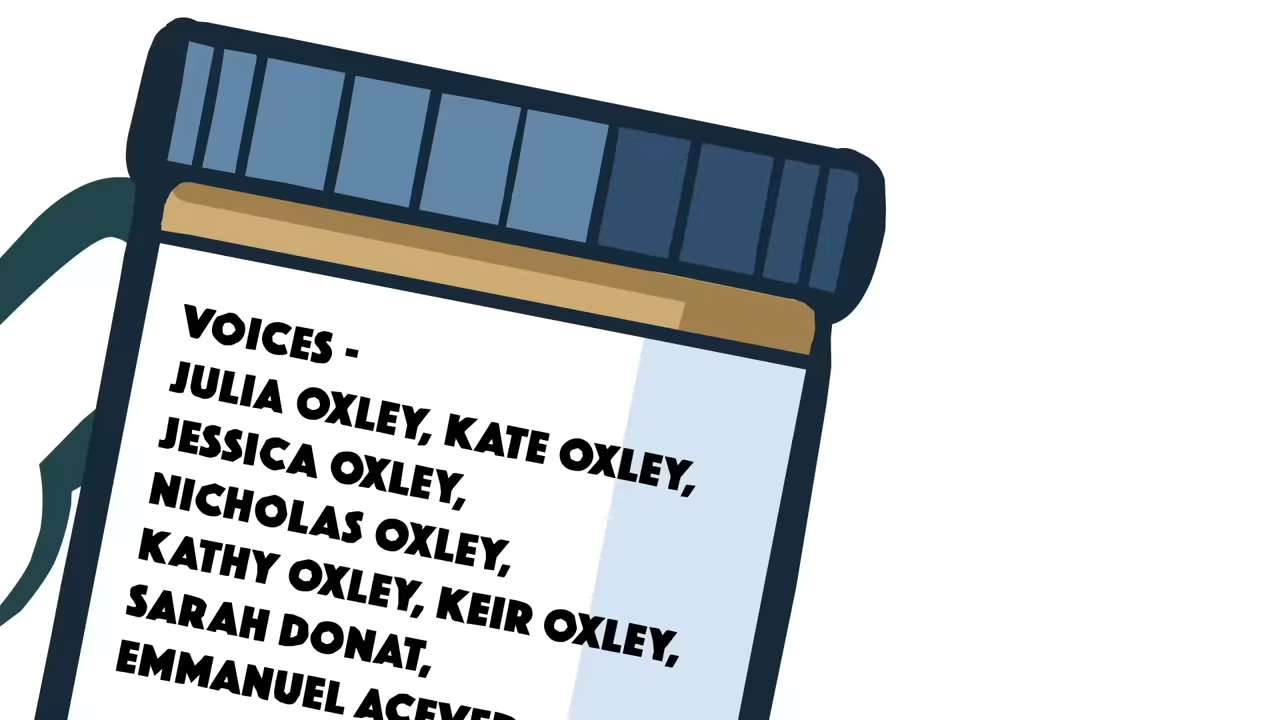 VOICES -
JULIA OXLEY, KATE OXLEY,
JESSICA OXLEY,
NICHOLAS OXLEY,
KATHY OXLEY, KEIR OXLEY,
SARAH DONAT,
EMMANUEL